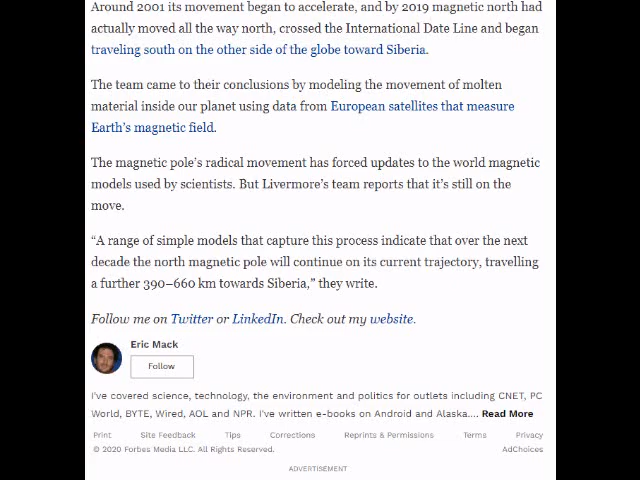 Around 2001 its movement began to accelerate, and by 2019 magnetic north had
actually moved all the way north, crossed the International Date Line and began
traveling south on the other side of the globe toward Siberia.
The team came to their conclusions by modeling the movement of molten
material inside our planet using data from European satellites that measure
Earth’s magnetic field.
The magnetic pole’s radical movement has forced updates to the world magnetic
models used by scientists. But Livermore’s team reports that it’s still on the
move.
“A range of simple models that capture this process indicate that over the next
decade the north magnetic pole will continue on its current trajectory, travelling
a further 390–660 km towards Siberia,” they write.
Follow me on Twitter or LinkedIn. Check out my website.
Eric Mack
Follow
I've covered science, technology, the environment and politics for outlets including CNET, PC
World, BYTE, Wired, AOL and NPR. I've written e-books on Android and Alaska.... Read More
Print Site Feedback Tips Corrections Reprints & Permissions Terms Privacy
© 2020 Forbes Media LLC. All Rights Reserved. AdChoices
ADVERTISEMENT